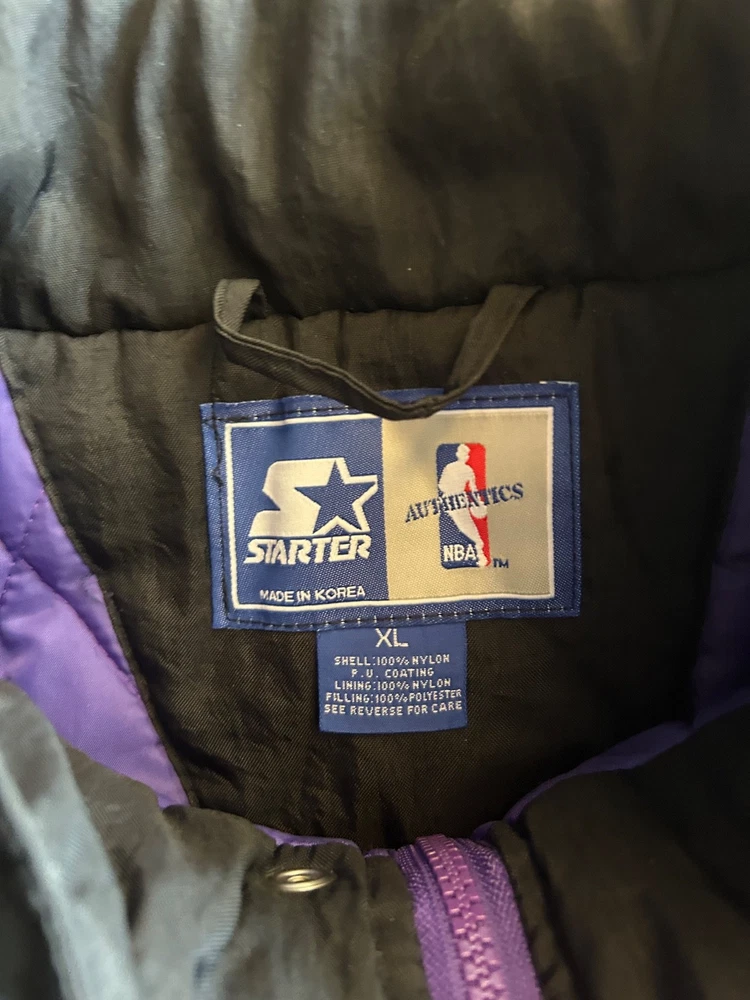 STARTER
MADE IN KOREA
AUTHENTICS
NBA
TM
XL
SHELL:100% NYLON
P.U. COATING
LINING:100% NYLON
FILLING:100% POLYESTER
SEE REVERSE FOR CARE